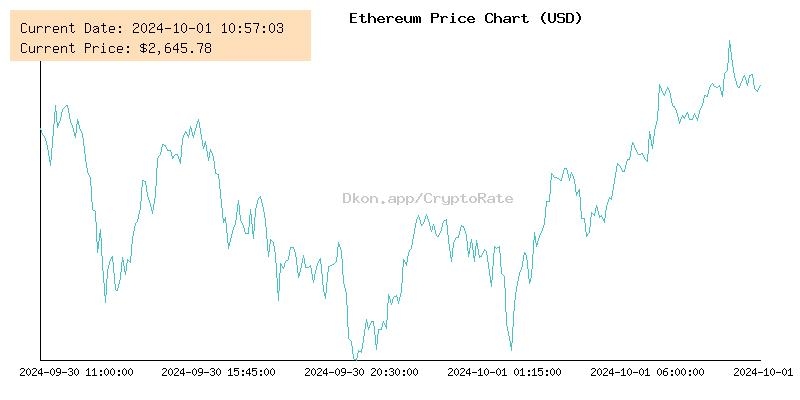 Ethereum Price Chart (USD)
Current Date: 2024-10-01 10:57:03
Current Price: $2,645.78
Dkon.app/CryptoRate
2024-09-30 11:00:00 2024-09-30 15:45:00 2024-09-30 20:30:00 2024-10-01 01:15:00 2024-10-01 06:00:00 2024-10-01